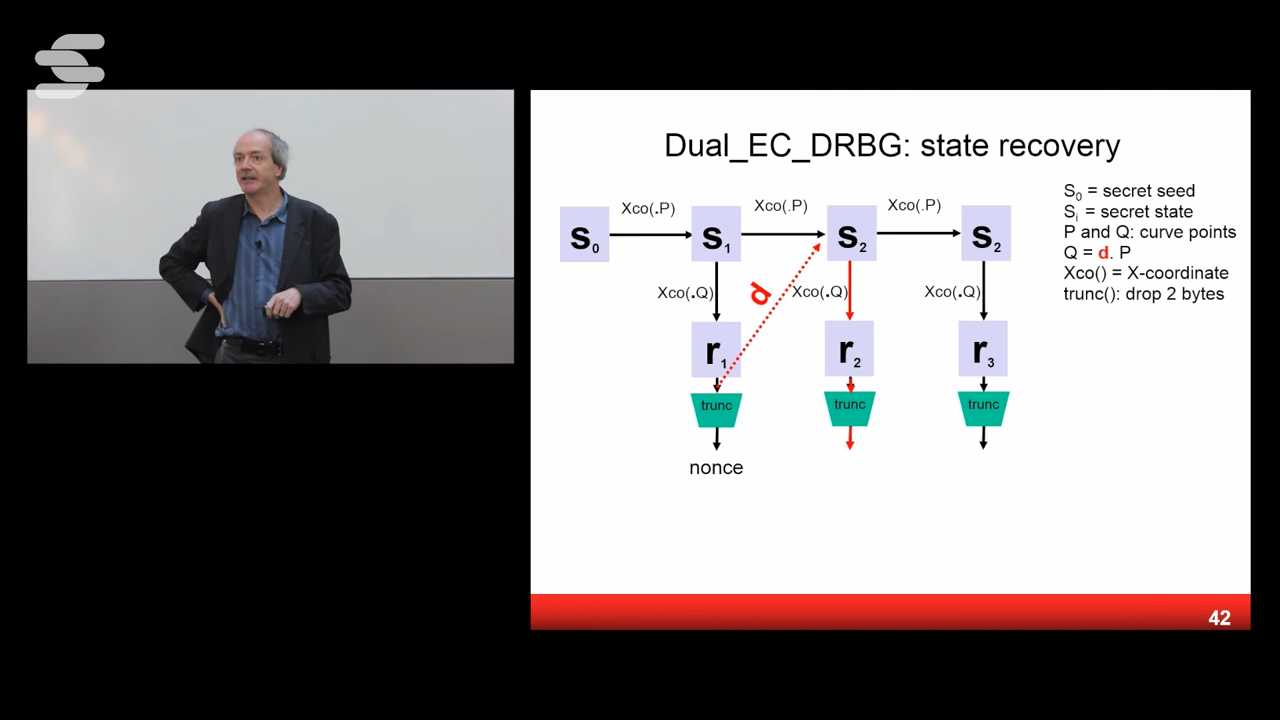 Dual_EC_DRBG: state recovery
Xco(.P) Xco(.P) Xco(.P)
S0 S1 S2 S2
Xco(.Q) d Xco(.Q) Xco(.Q)
r1 r2 r3
trunc trunc trunc
nonce
S0 = secret seed
Si = secret state
P and Q: curve points
Q = d. P
Xco() = X-coordinate
trunc(): drop 2 bytes
42